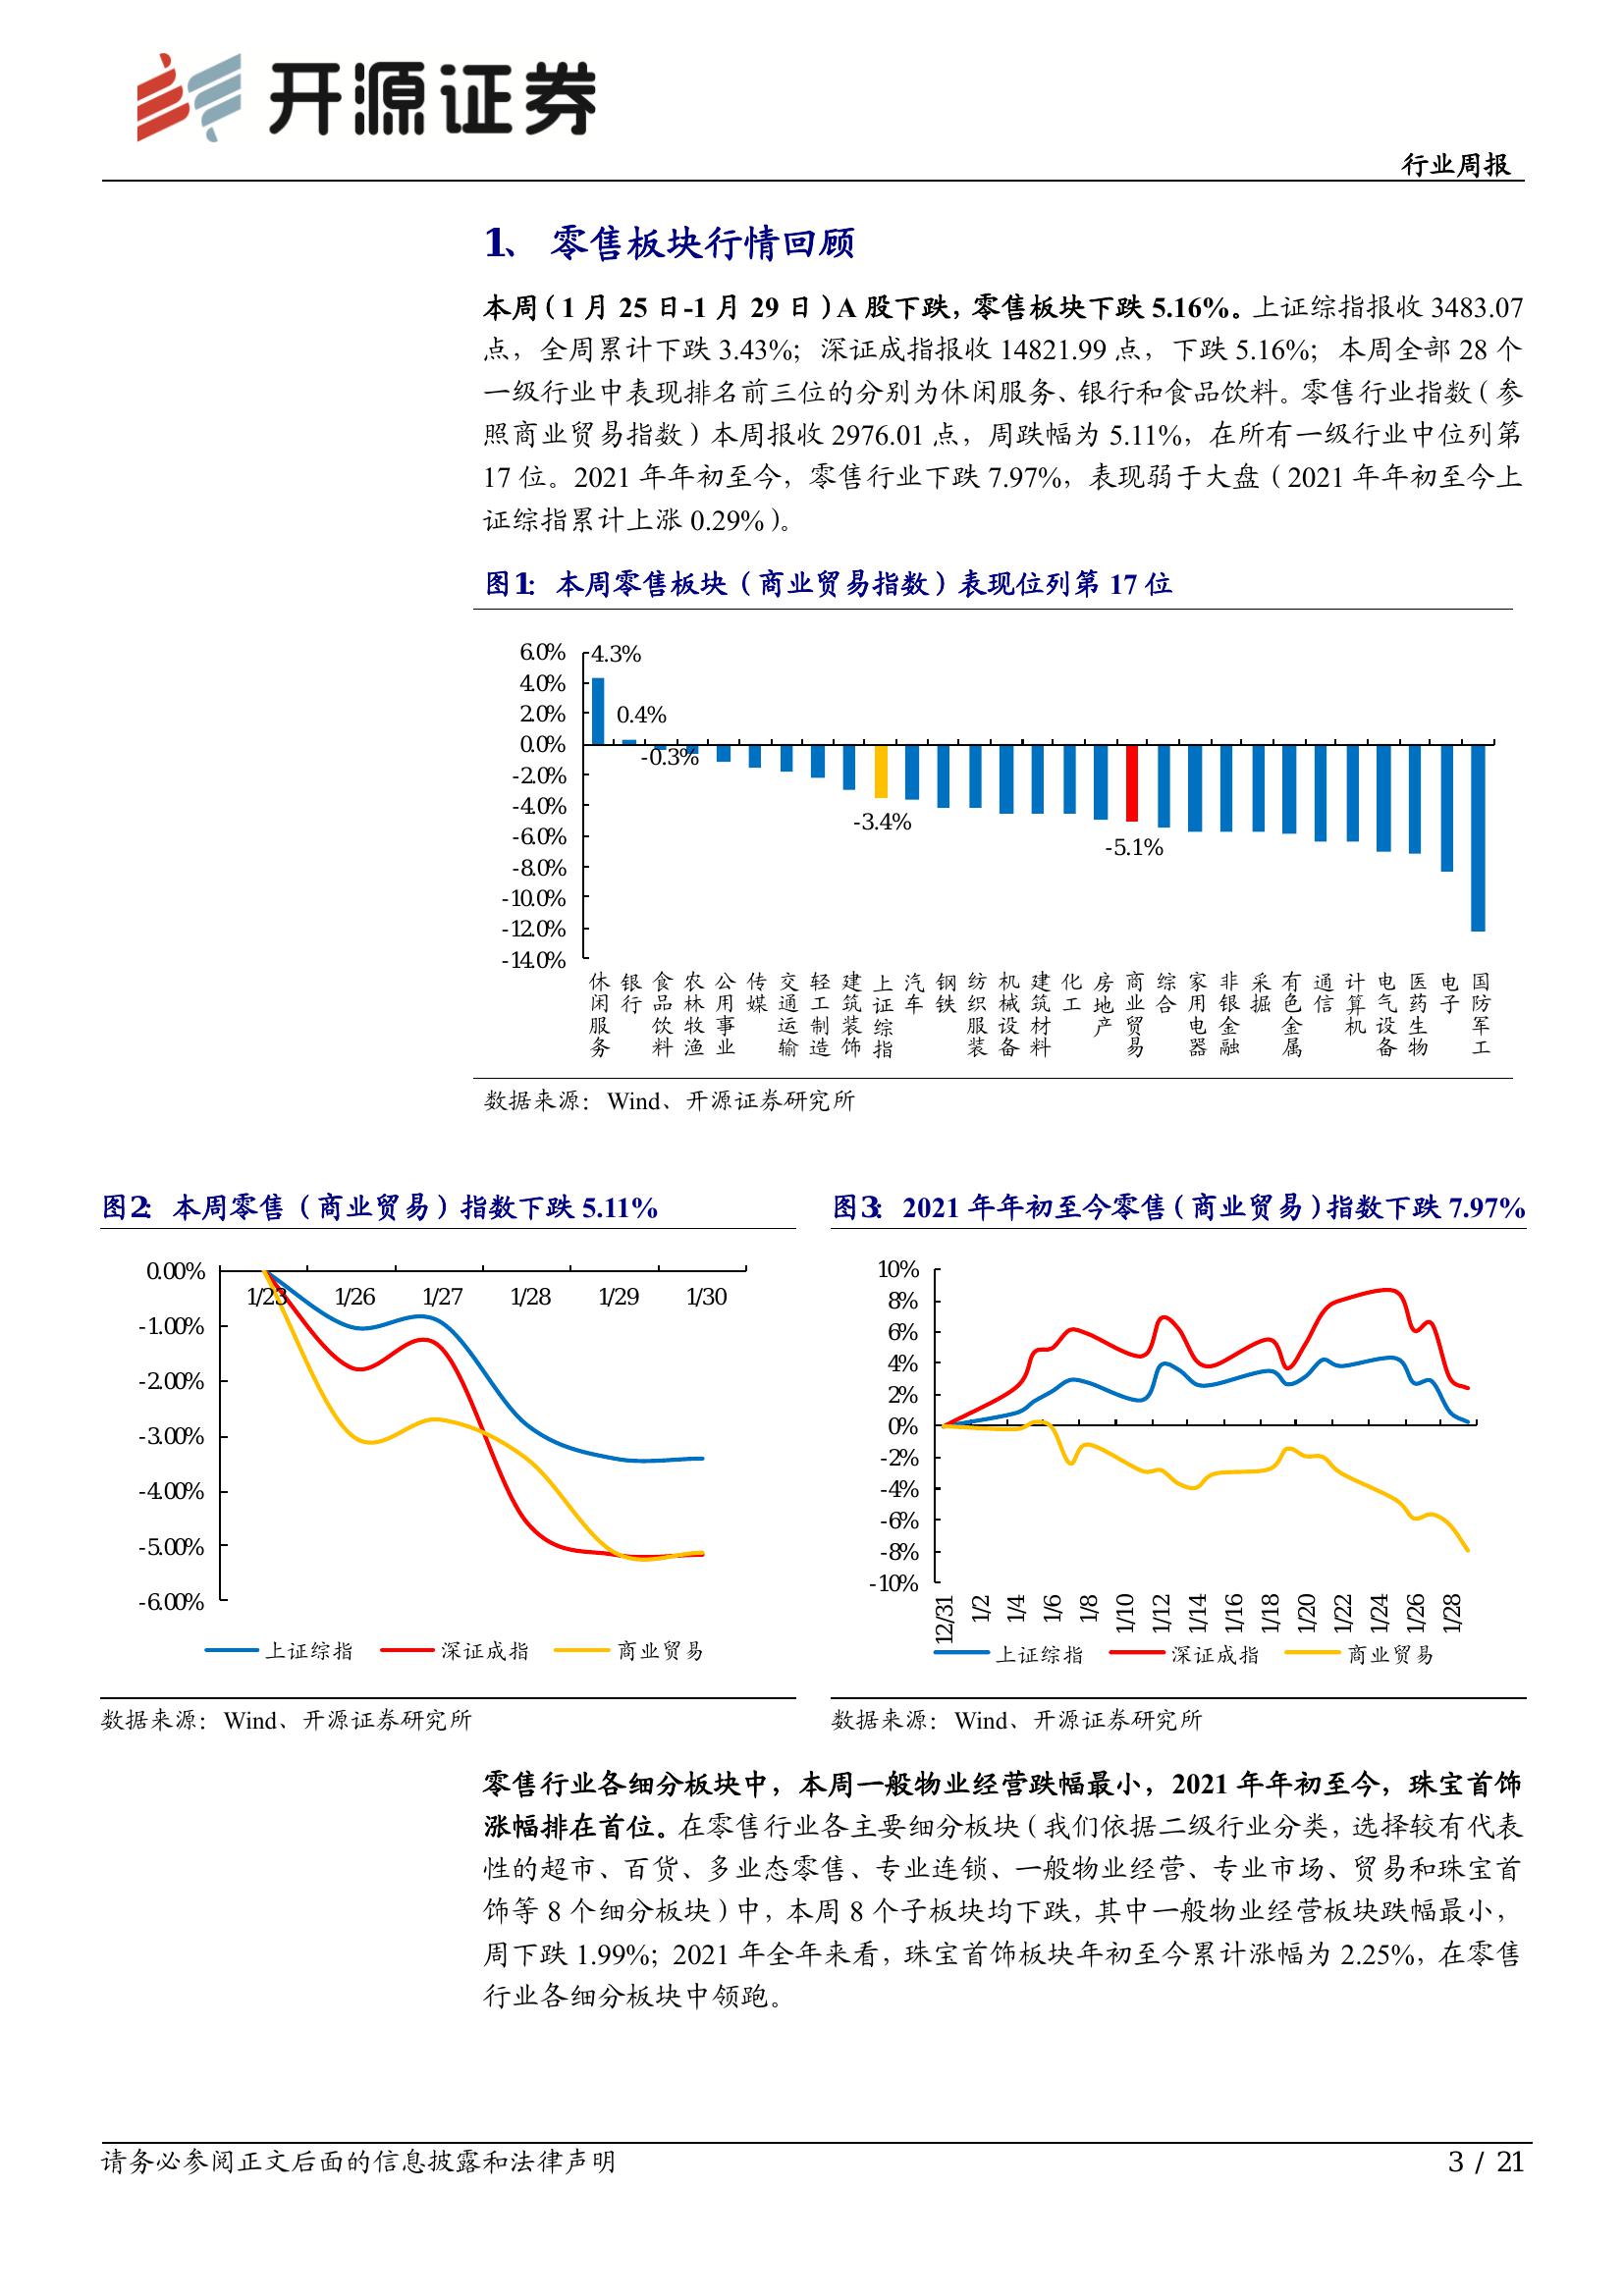 开源证券
行业周报
1、 零售板块行情回顾
本周（1 月 25 日-1 月 29 日）A 股下跌，零售板块下跌 5.16%。上证综指报收 3483.07
点，全周累计下跌 3.43%；深证成指报收 14821.99 点，下跌 5.16%；本周全部 28 个
一级行业中表现排名前三位的分别为休闲服务、银行和食品饮料。零售行业指数（参
照商业贸易指数）本周报收 2976.01 点，周跌幅为 5.11%，在所有一级行业中位列第
17 位。2021 年年初至今，零售行业下跌 7.97%，表现弱于大盘（2021 年年初至今上
证综指累计上涨 0.29%）。
图1： 本周零售板块（商业贸易指数）表现位列第 17 位
6.0%
4.0%
2.0%
0.0%
-2.0%
-4.0%
-6.0%
-8.0%
-10.0%
-12.0%
-14.0%
4.3%
0.4%
-0.3%
-3.4%
-5.1%
休闲服务
银行
食品饮料
农林牧渔
公用事业
传媒
交通运输
轻工制造
建筑装饰
上证综指
汽车
钢铁
纺织服装
机械设备
建筑材料
化工
房地产
商业贸易
综合
家用电器
非银金融
采掘
有色金属
通信
计算机
电气设备
医药生物
电子
国防军工
数据来源：Wind、开源证券研究所
图2： 本周零售（商业贸易）指数下跌 5.11%
0.00%
-1.00%
-2.00%
-3.00%
-4.00%
-5.00%
-6.00%
1/23 1/26 1/27 1/28 1/29 1/30
上证综指 深证成指 商业贸易
数据来源：Wind、开源证券研究所
图3： 2021 年年初至今零售（商业贸易）指数下跌 7.97%
10%
8%
6%
4%
2%
0%
-2%
-4%
-6%
-8%
-10%
12/31 1/2 1/4 1/6 1/8 1/10 1/12 1/14 1/16 1/18 1/20 1/22 1/24 1/26 1/28
上证综指 深证成指 商业贸易
数据来源：Wind、开源证券研究所
零售行业各细分板块中，本周一般物业经营跌幅最小，2021 年年初至今，珠宝首饰
涨幅排在首位。在零售行业各主要细分板块（我们依据二级行业分类，选择较有代表
性的超市、百货、多业态零售、专业连锁、一般物业经营、专业市场、贸易和珠宝首
饰等 8 个细分板块）中，本周 8 个子板块均下跌，其中一般物业经营板块跌幅最小，
周下跌 1.99%；2021 年全年来看，珠宝首饰板块年初至今累计涨幅为 2.25%，在零售
行业各细分板块中领跑。
请务必参阅正文后面的信息披露和法律声明
3 / 21